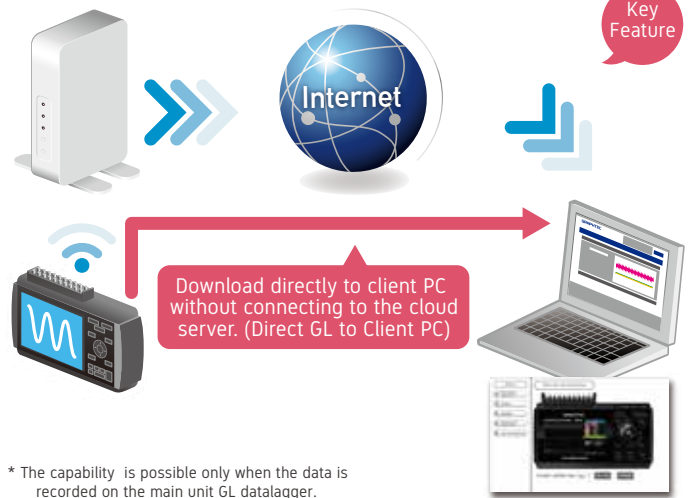 Key
Feature
Internet
Download directly to client PC
without connecting to the cloud
server. (Direct GL to Client PC)
* The capability is possible only when the data is
recorded on the main unit GL datalagger.